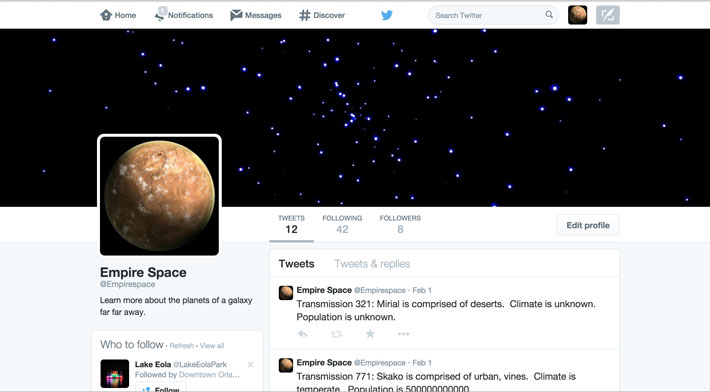 Home
1
Notifications
Messages
Discover
Search Twitter
TWEETS
12
FOLLOWING
42
FOLLOWERS
8
Edit profile
Empire Space
@Empirespace
Learn more about the planets of a galaxy
far far away.
Who to follow · Refresh · View all
Lake Eola @LakeEolaPark
Followed by Downtown Orla...
Follow
Tweets
Tweets & replies
Empire Space @Empirespace · Feb 1
Transmission 321: Mirial is comprised of deserts. Climate is unknown.
Population is unknown.
Empire Space @Empirespace · Feb 1
Transmission 771: Skako is comprised of urban, vines. Climate is
temperate. Population is 500000000000.